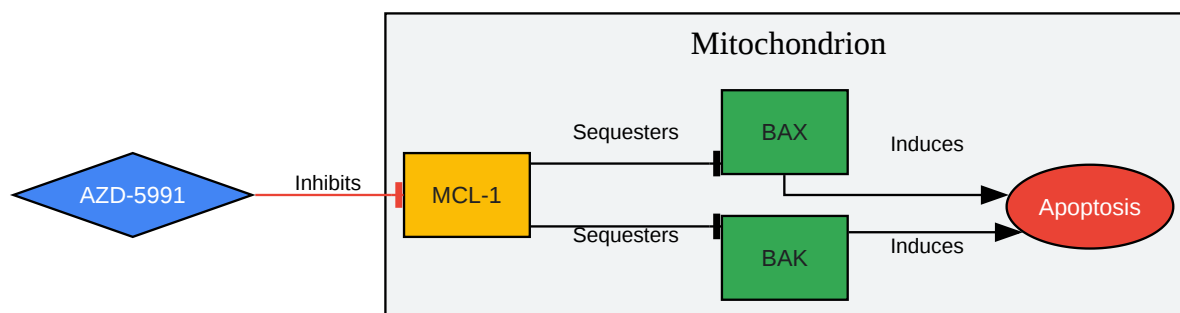 Mitochondrion
AZD-5991
Inhibits
MCL-1
Sequesters
BAX
Induces
Sequesters
BAK
Induces
Apoptosis